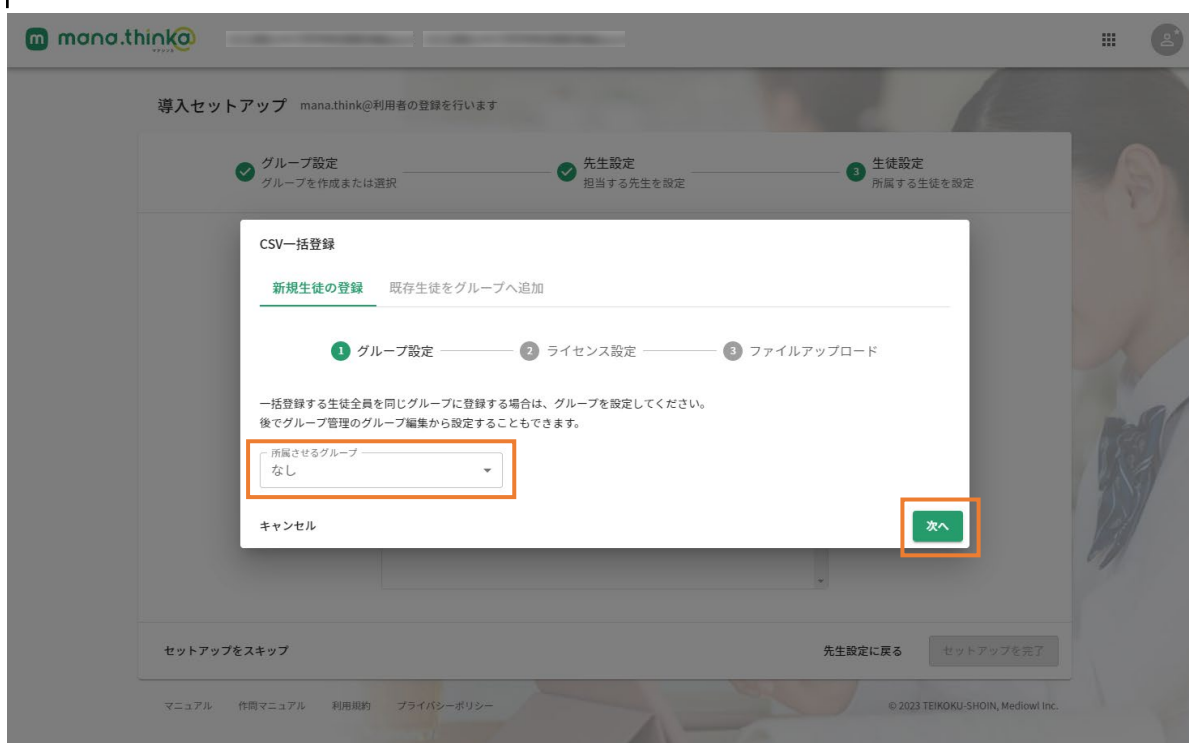 mana.think@
マナシンカ
導入セットアップ mana.think@利用者の登録を行います
グループ設定
グループを作成または選択
先生設定
担当する先生を設定
3 生徒設定
所属する生徒を設定
CSV一括登録
新規生徒の登録 既存生徒をグループへ追加
1 グループ設定 2 ライセンス設定 3 ファイルアップロード
一括登録する生徒全員を同じグループに登録する場合は、グループを設定してください。
後でグループ管理のグループ編集から設定することもできます。
所属させるグループ
なし
キャンセル 次へ
セットアップをスキップ 先生設定に戻る セットアップを完了
マニュアル 作問マニュアル 利用規約 プライバシーポリシー © 2023 TEIKOKU-SHOIN, Mediowl Inc.